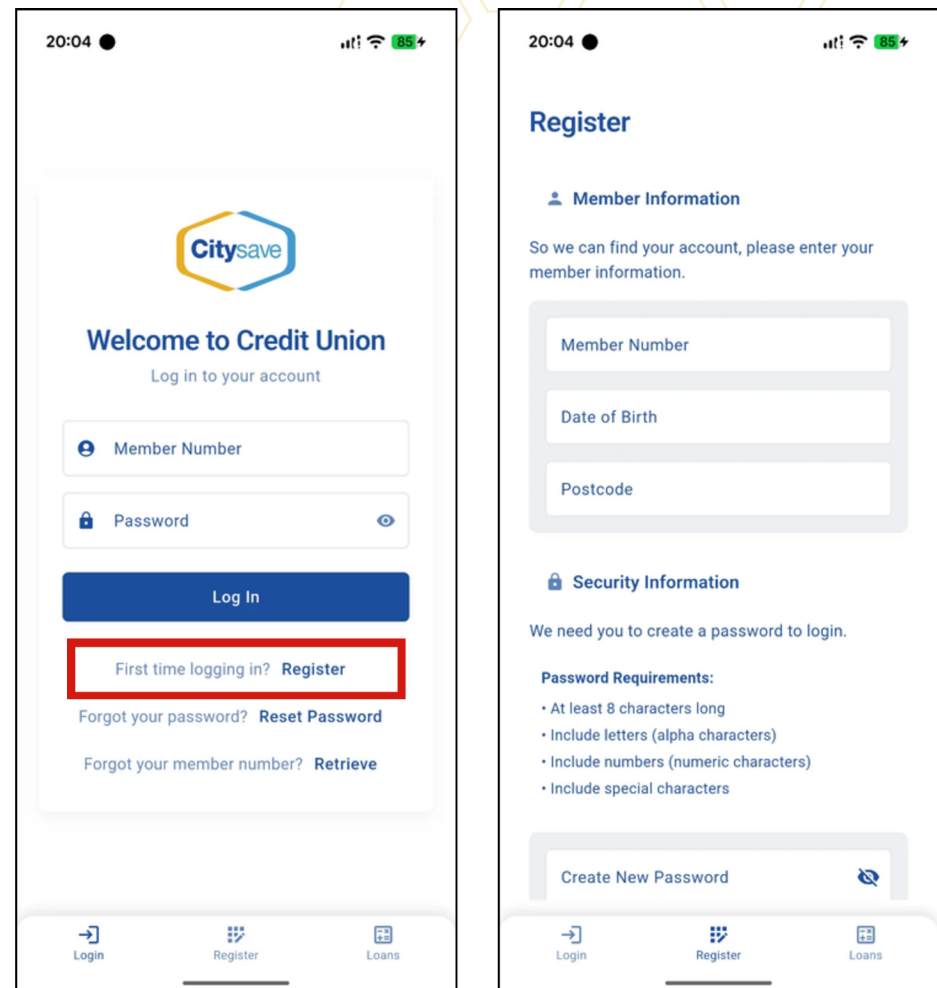 20:04
85
Citysave
Welcome to Credit Union
Log in to your account
Member Number
Password
Log In
First time logging in? Register
Forgot your password? Reset Password
Forgot your member number? Retrieve
Login
Register
Loans
20:04
85
Register
Member Information
So we can find your account, please enter your
member information.
Member Number
Date of Birth
Postcode
Security Information
We need you to create a password to login.
Password Requirements:
• At least 8 characters long
• Include letters (alpha characters)
• Include numbers (numeric characters)
• Include special characters
Create New Password
Login
Register
Loans